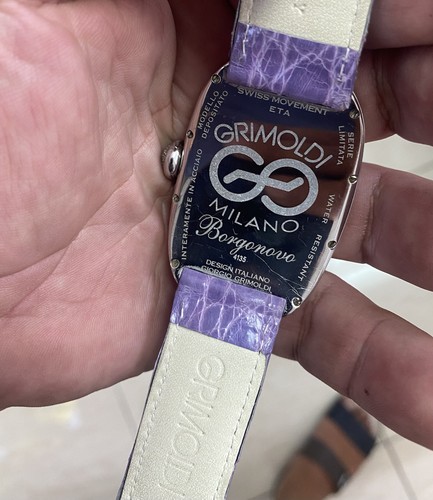 SWISS MOVEMENT
ETA
MODELLO
DEPOSITATO
SERIE
LIMITATA
GRIMOLDI
MILANO
Borgonovo
4135
INTERAMENTE IN ACCIAIO
WATER
RESISTANT
DESIGN ITALIANO
GIORGIO GRIMOLDI
GRIMOLDI